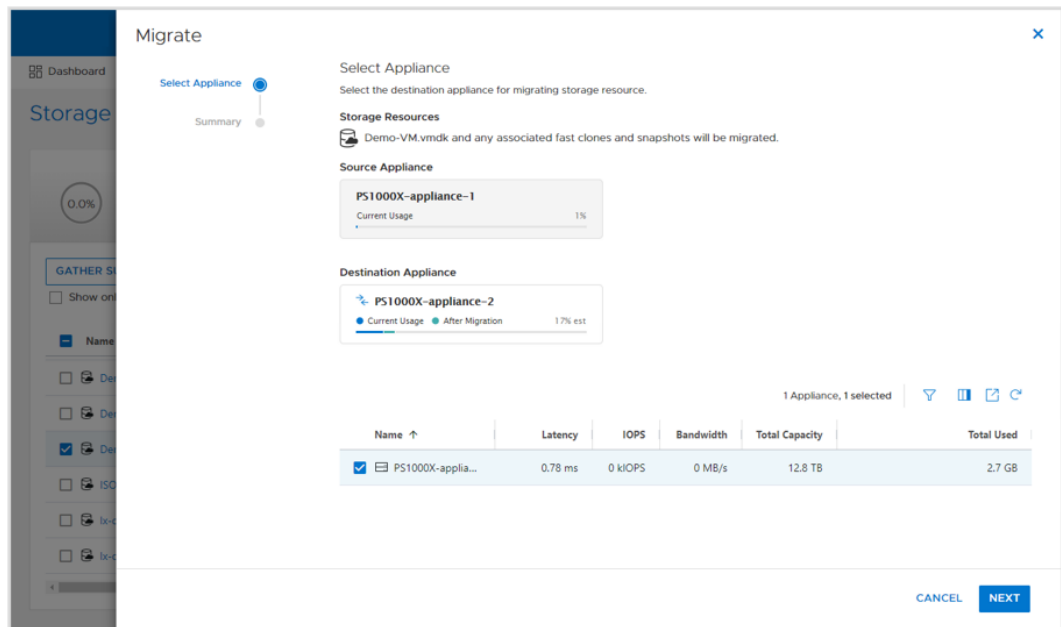 Migrate
Dashboard
Storage
0.0%
GATHER
Show
Name
ISO
Select Appliance
Summary
Select Appliance
Select the destination appliance for migrating storage resource.
Storage Resources
Demo-VM.vmdk and any associated fast clones and snapshots will be migrated.
Source Appliance
PS1000X-appliance-1
Current Usage 1%
Destination Appliance
PS1000X-appliance-2
Current Usage After Migration 17% est
1 Appliance, 1 selected
Name Latency IOPS Bandwidth Total Capacity Total Used
PS1000X-applia... 0.78 ms 0 kIOPS 0 MB/s 12.8 TB 2.7 GB
CANCEL NEXT